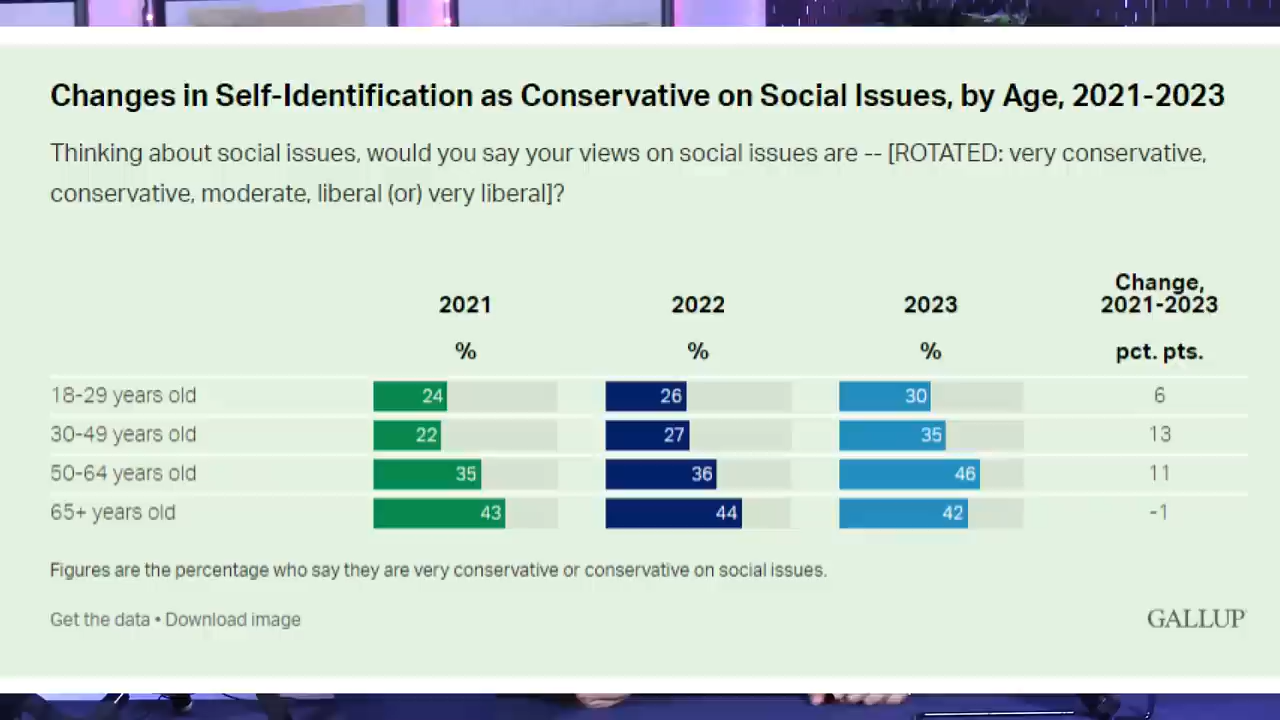 Changes in Self-Identification as Conservative on Social Issues, by Age, 2021-2023
Thinking about social issues, would you say your views on social issues are -- [ROTATED: very conservative,
conservative, moderate, liberal (or) very liberal]?
Change,
2021 2022 2023 2021-2023
% % % pct. pts.
18-29 years old 24 26 30 6
30-49 years old 22 27 35 13
50-64 years old 35 36 46 11
65+ years old 43 44 42 -1
Figures are the percentage who say they are very conservative or conservative on social issues.
Get the data • Download image GALLUP